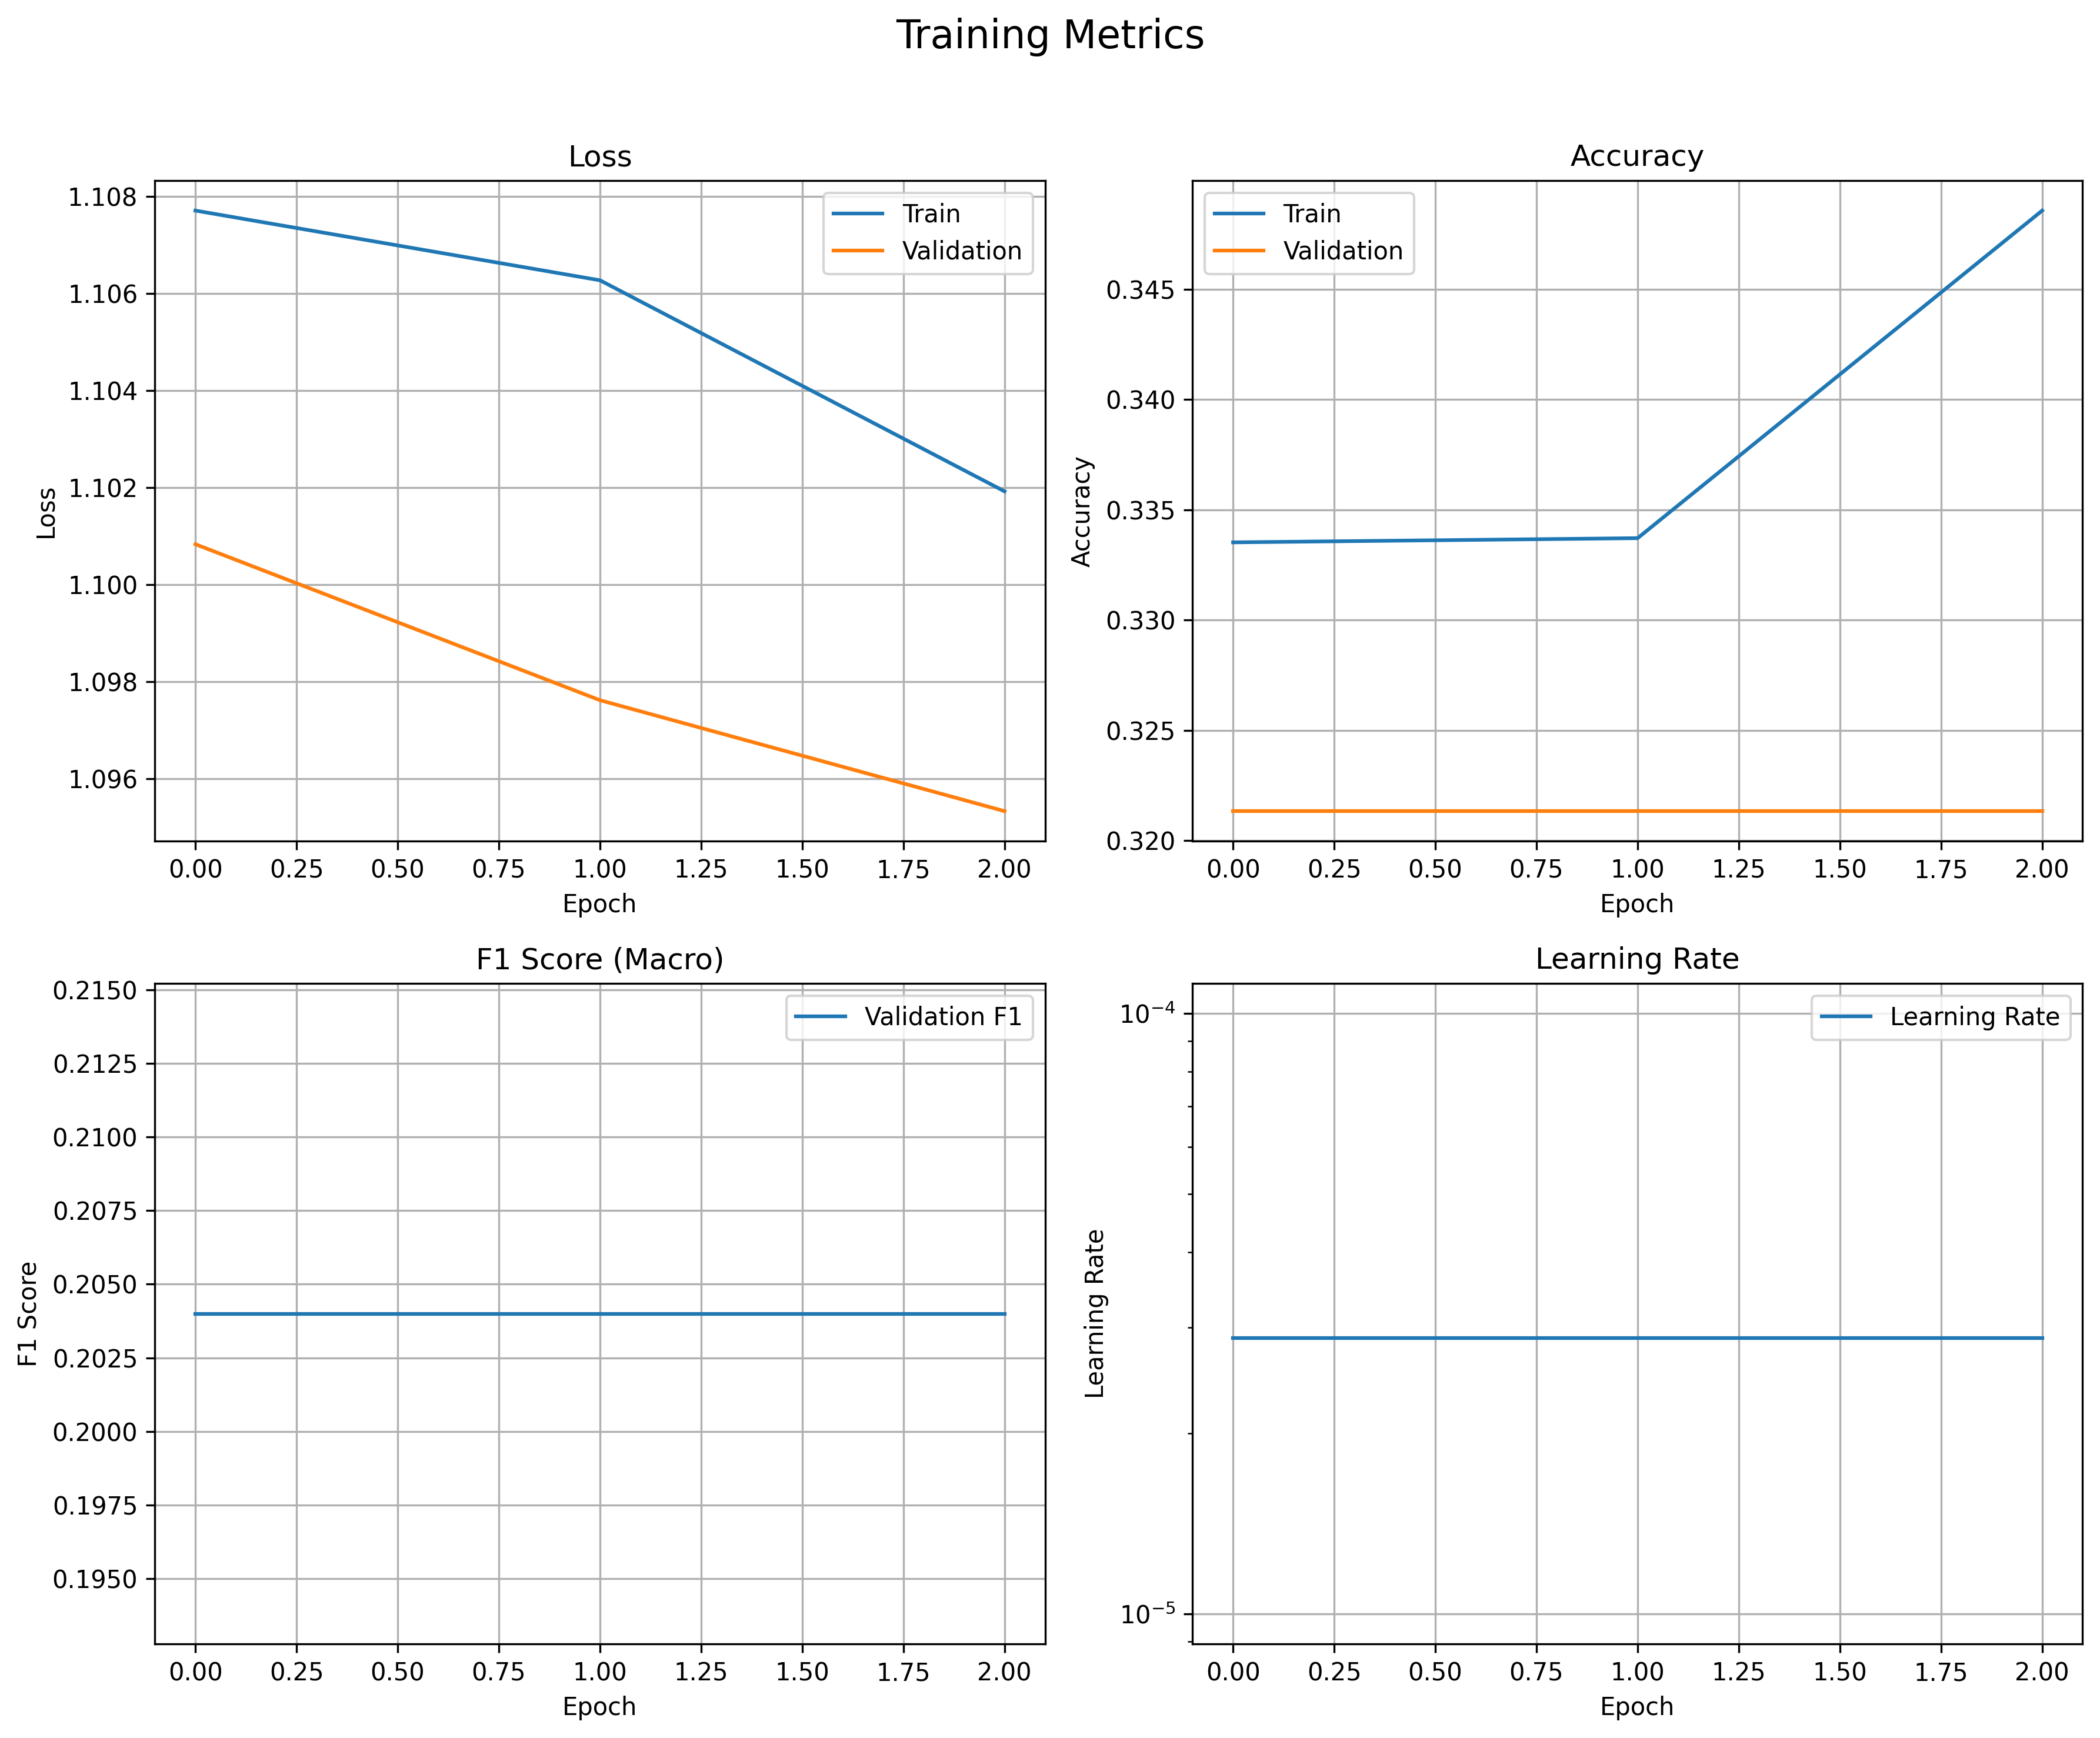 Training Metrics
Loss
1.108
1.106
1.104
1.102
1.100
1.098
1.096
Loss
Train
Validation
0.00 0.25 0.50 0.75 1.00 1.25 1.50 1.75 2.00
Epoch
Accuracy
0.345
0.340
0.335
0.330
0.325
0.320
Accuracy
Train
Validation
0.00 0.25 0.50 0.75 1.00 1.25 1.50 1.75 2.00
Epoch
F1 Score (Macro)
0.2150
0.2125
0.2100
0.2075
0.2050
0.2025
0.2000
0.1975
0.1950
F1 Score
Validation F1
0.00 0.25 0.50 0.75 1.00 1.25 1.50 1.75 2.00
Epoch
Learning Rate
10⁻⁴
10⁻⁵
Learning Rate
Learning Rate
0.00 0.25 0.50 0.75 1.00 1.25 1.50 1.75 2.00
Epoch